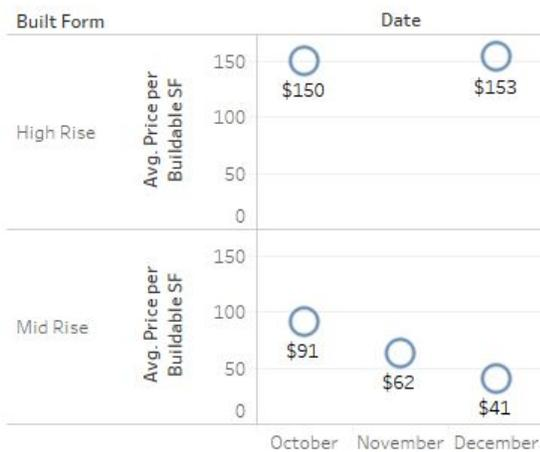 Built Form
Date
High Rise
Avg. Price per
Buildable SF
150
100
50
0
$150
$153
Mid Rise
Avg. Price per
Buildable SF
150
100
50
0
$91
$62
$41
October November December